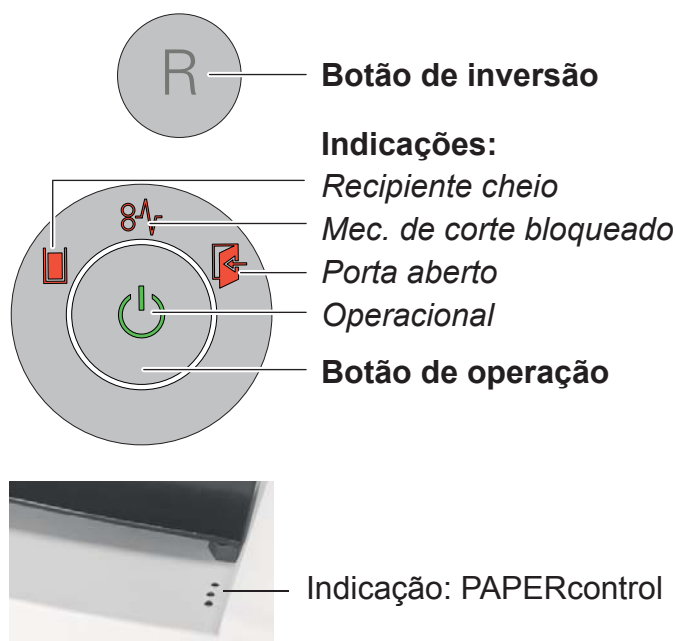 R
Botão de inversão
Indicações:
Recipiente cheio
Mec. de corte bloqueado
Porta aberto
Operacional
Botão de operação
Indicação: PAPERcontrol